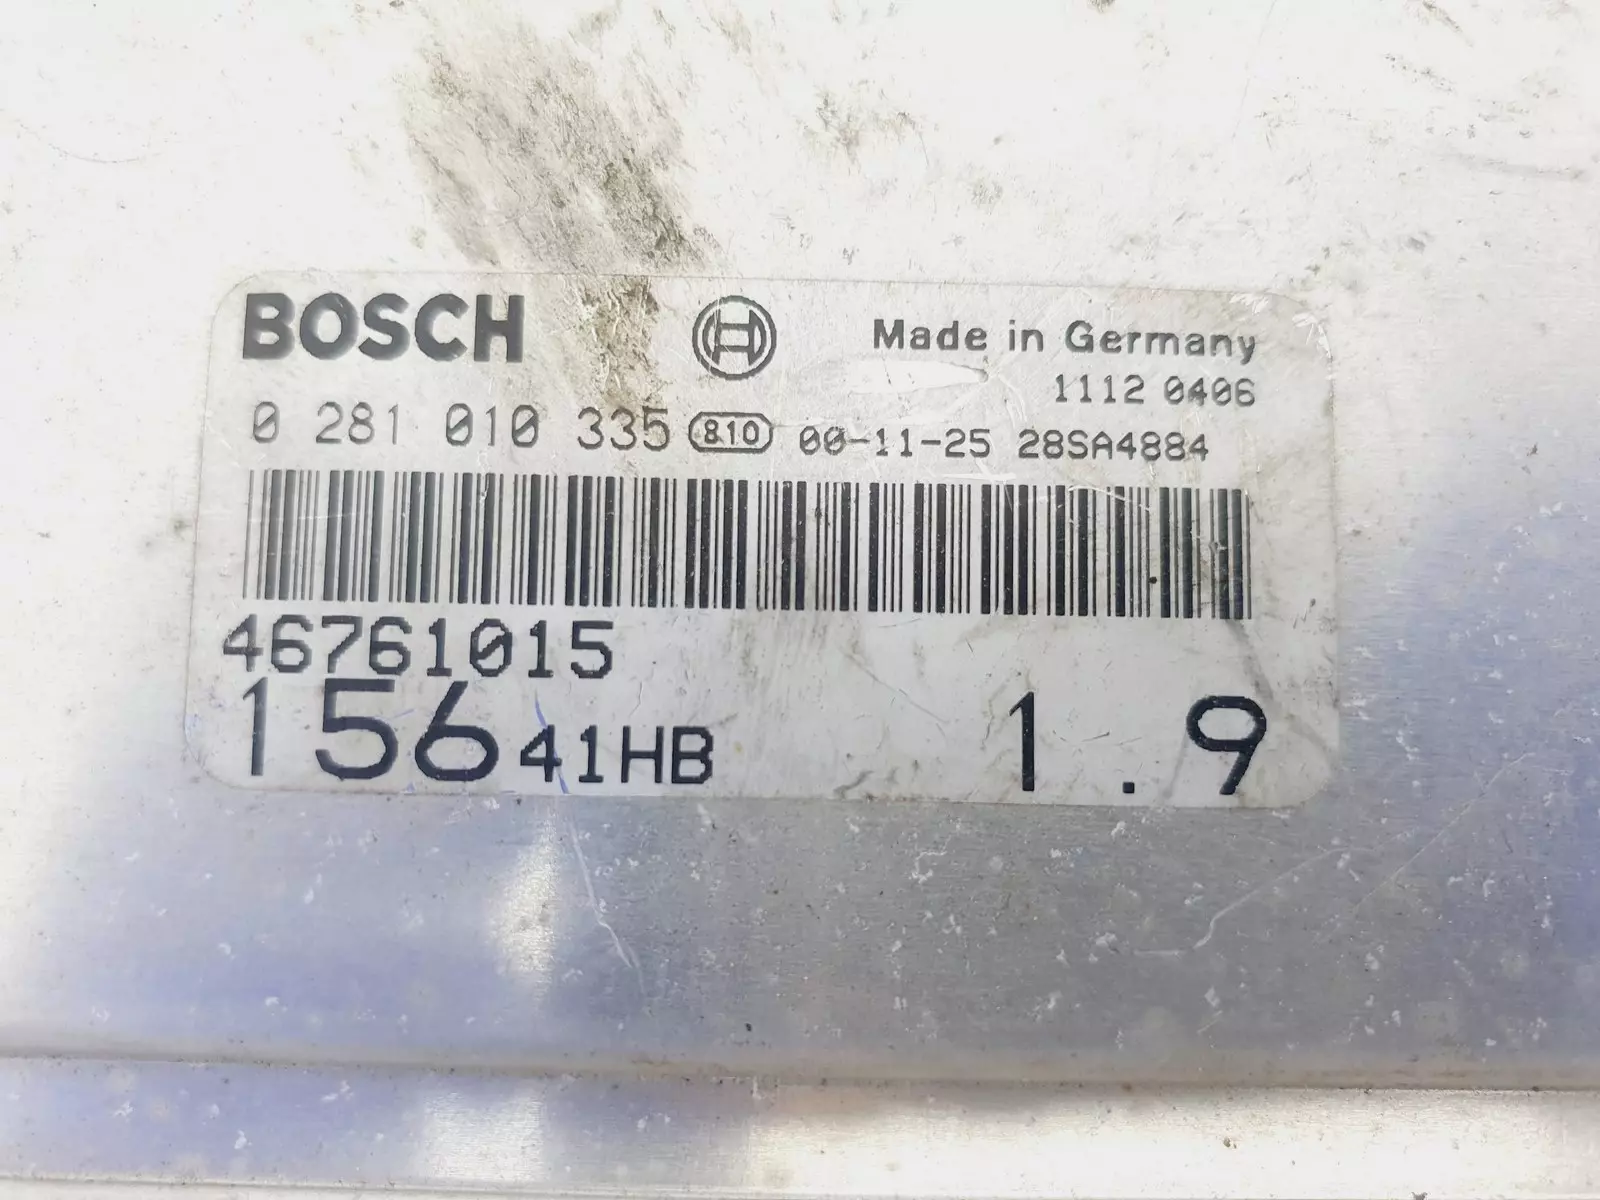 BOSCH Made in Germany
1112 0406
0 281 010 335 810 00-11-25 28SA4884
46761015
156 41HB 1.9